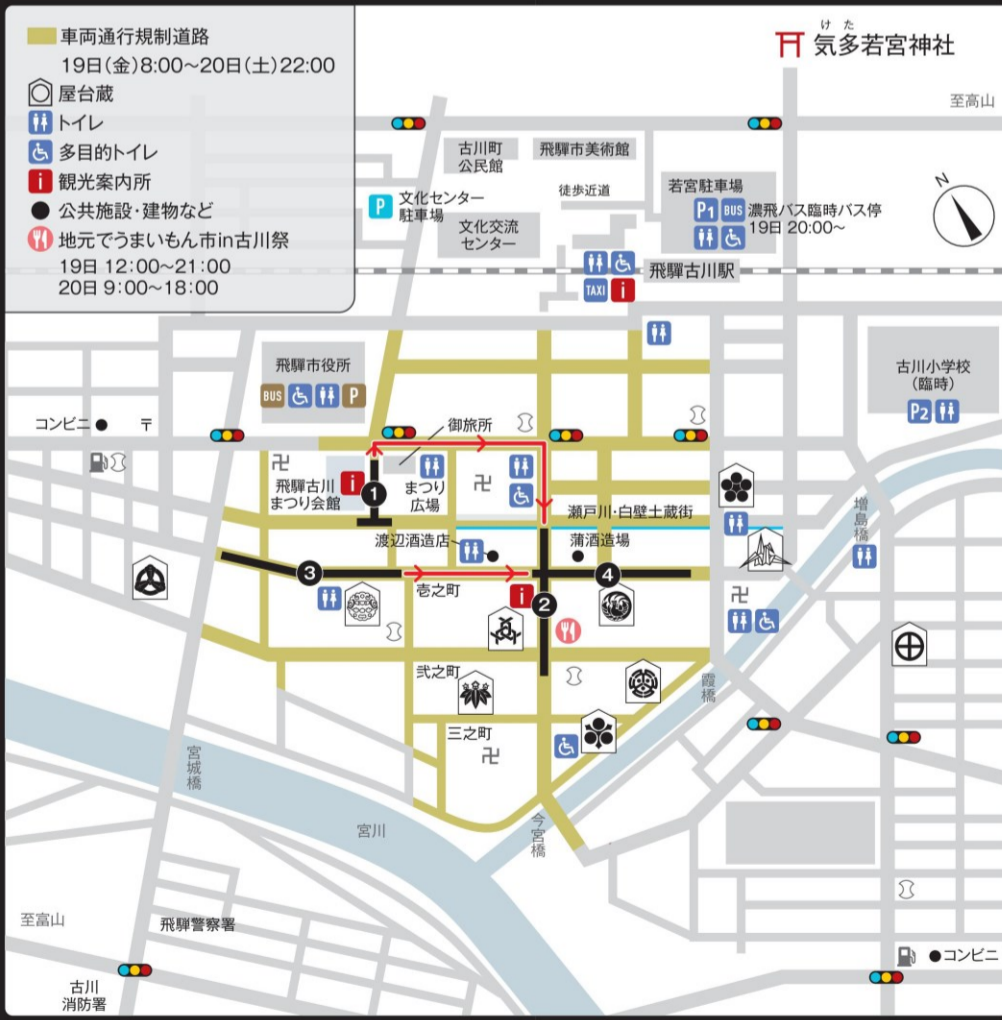 車両通行規制道路
19日(金)8:00～20日(土)22:00
屋台蔵
トイレ
多目的トイレ
i 観光案内所
公共施設・建物など
地元でうまいもん市in古川祭
19日 12:00～21:00
20日 9:00～18:00
けた
気多若宮神社
至高山
古川町
公民館
飛騨市美術館
徒歩近道
若宮駐車場
P1 BUS
濃飛バス臨時バス停
19日 20:00～
P
文化センター
駐車場
文化交流
センター
N
飛騨古川駅
TAXI i
飛騨市役所
BUS P
古川小学校
(臨時)
P2
コンビニ
〒
御旅所
飛騨古川
まつり会館
i
1
まつり
広場
瀬戸川・白壁土蔵街
増島橋
渡辺酒造店
蒲酒造場
3
4
壱之町
i
2
弐之町
三之町
霞橋
宮城橋
宮川
今宮橋
至富山
飛騨警察署
古川
消防署
コンビニ